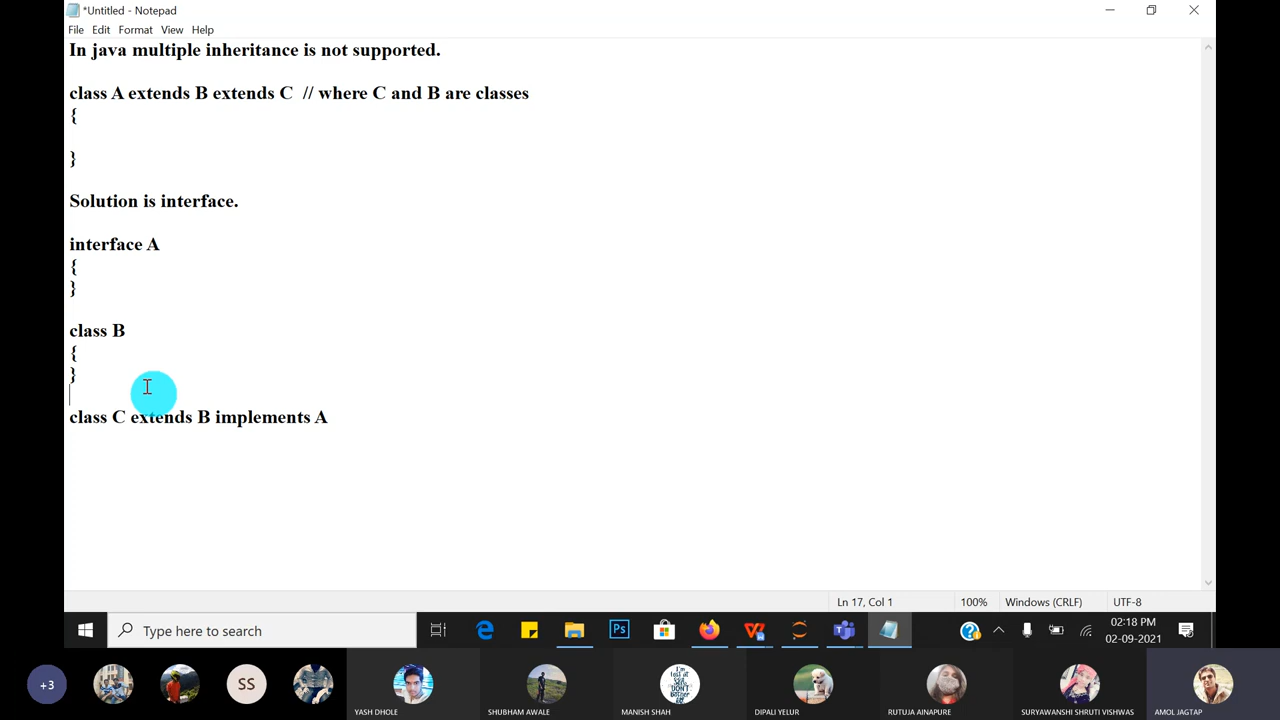 *Untitled - Notepad
File Edit Format View Help
In java multiple inheritance is not supported.
class A extends B extends C // where C and B are classes
{
}
Solution is interface.
interface A
{
}
class B
{
}
class C extends B implements A
Ln 17, Col 1
100%
Windows (CRLF)
UTF-8
Type here to search
Ps
02:18 PM
02-09-2021
+3
SS
YASH DHOLE
SHUBHAM AWALE
MANISH SHAH
DIPALI YELUR
RUTUJA AINAPURE
SURYAWANSHI SHRUTI VISHWAS
AMOL JAGTAP